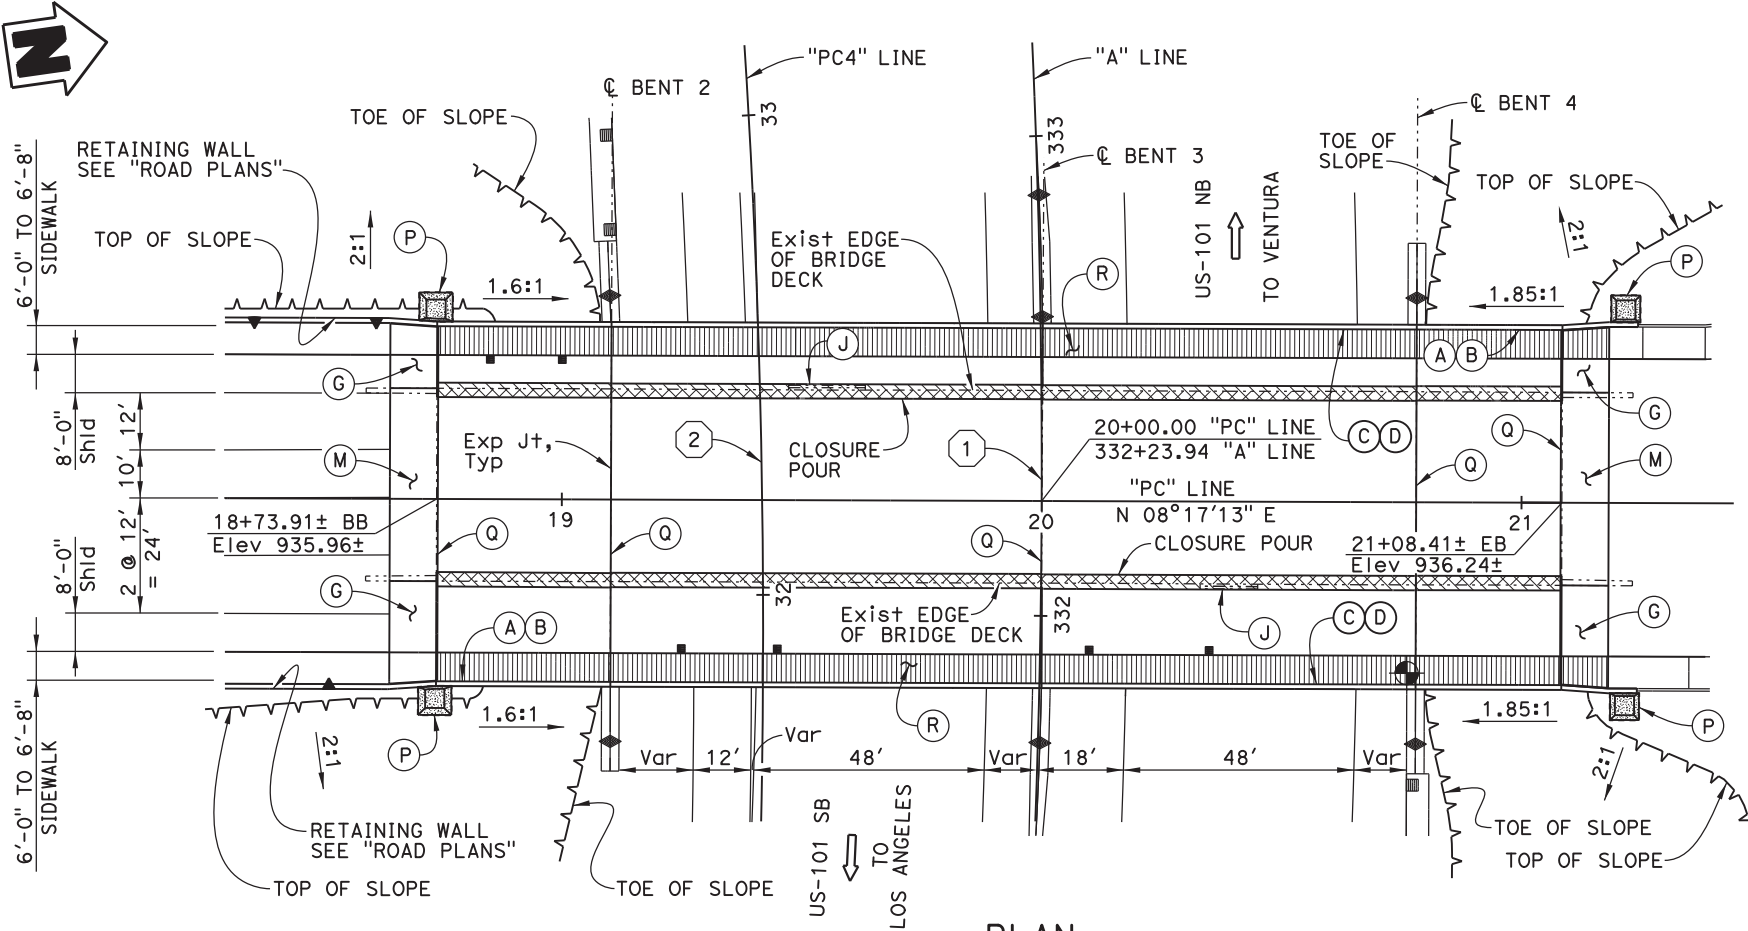 N
"PC4" LINE
"A" LINE
℄ BENT 2
℄ BENT 4
TOE OF SLOPE
33
333
TOE OF
SLOPE
RETAINING WALL
SEE "ROAD PLANS"
℄ BENT 3
TOP OF SLOPE
6'-0" TO 6'-8"
SIDEWALK
TOP OF SLOPE
2:1
P
Exist EDGE
OF BRIDGE
DECK
US-101 NB
TO VENTURA
2:1
P
R
1.6:1
1.85:1
J
A B
G
G
8'-0"
Shld
12'
10'
2 @ 12'
= 24'
M
Exp Jt,
Typ
2
CLOSURE
POUR
1
20+00.00 "PC" LINE
332+23.94 "A" LINE
C D
Q
Q
M
"PC" LINE
N 08°17'13" E
19
20
21
18+73.91± BB
Elev 935.96±
Q
Q
Q
CLOSURE POUR
21+08.41± EB
Elev 936.24±
8'-0"
Shld
G
32
332
Exist EDGE
OF BRIDGE DECK
A B
J
C D
G
6'-0" TO 6'-8"
SIDEWALK
1.6:1
R
1.85:1
P
P
2:1
Var
Var
12'
48'
Var
18'
48'
Var
2:1
US-101 SB
TO
LOS ANGELES
RETAINING WALL
SEE "ROAD PLANS"
TOE OF SLOPE
TOP OF SLOPE
TOP OF SLOPE
TOE OF SLOPE
PLAN